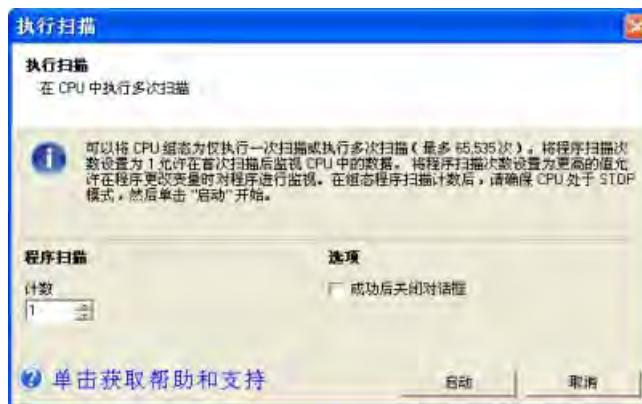 执行扫描
执行扫描
在 CPU 中执行多次扫描
可以将 CPU 组态为仅执行一次扫描或执行多次扫描(最多 65,535次)。将程序扫描次
数设置为 1 允许在首次扫描后监视 CPU 中的数据。 将程序扫描次数设置为更高的值允
许在程序更改变量时对程序进行监视。在组态程序扫描计数后,请确保 CPU 处于 STOP
模式,然后单击 "启动" 开始。
程序扫描
选项
计数
成功后关闭对话框
1
单击获取帮助和支持
启动
取消